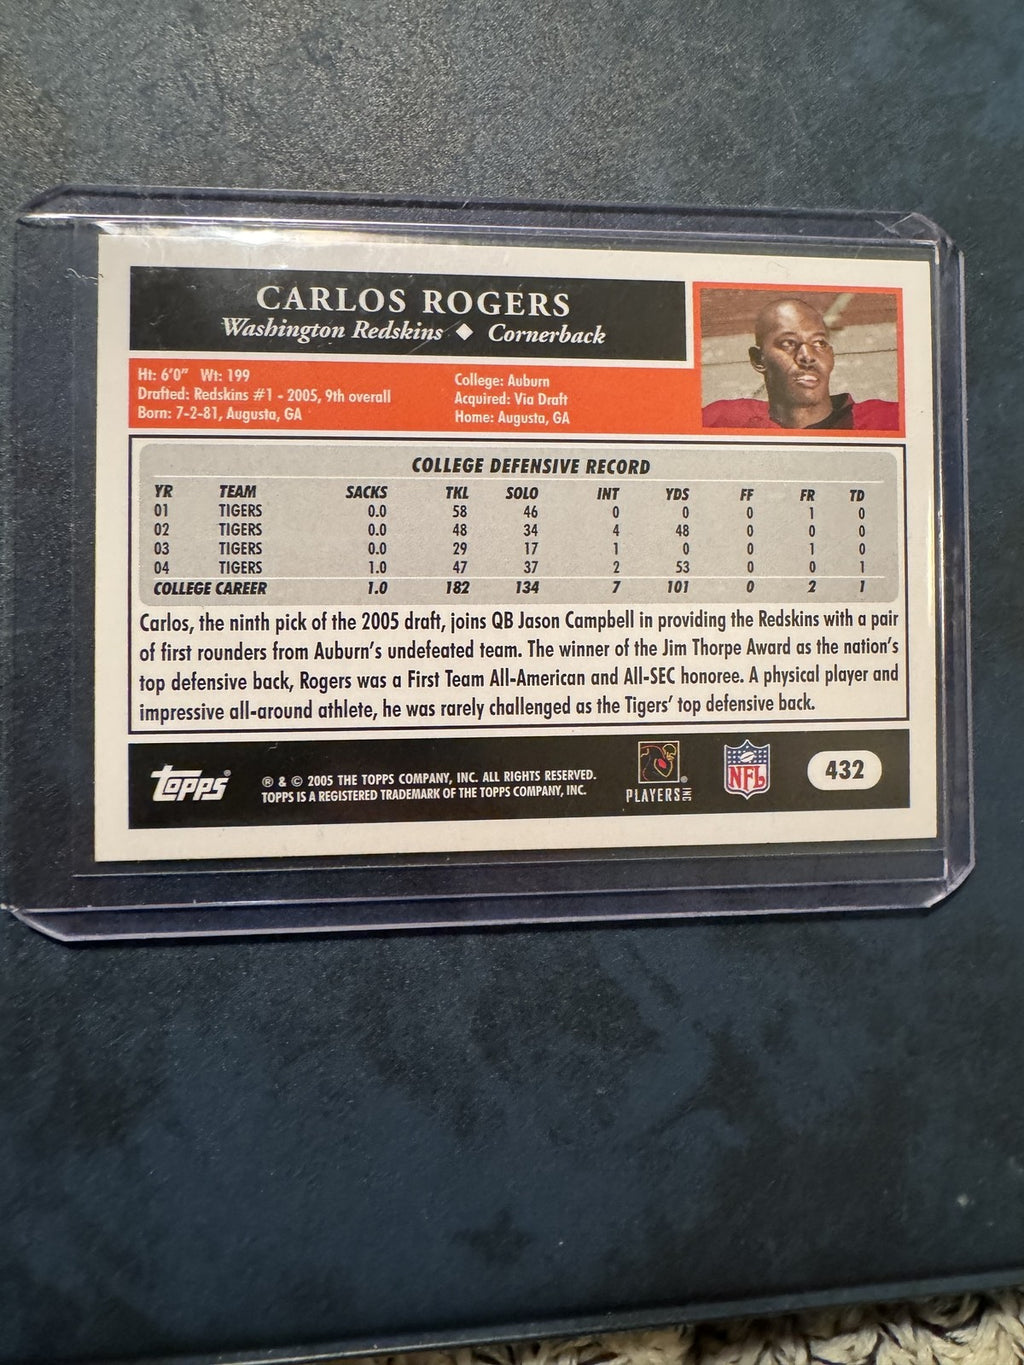 CARLOS ROGERS
Washington Redskins ◆ Cornerback
Ht: 6'0" Wt: 199
Drafted: Redskins #1 - 2005, 9th overall
Born: 7-2-81, Augusta, GA
College: Auburn
Acquired: Via Draft
Home: Augusta, GA
COLLEGE DEFENSIVE RECORD
YR TEAM SACKS TKL SOLO INT YDS FF FR TD
01 TIGERS 0.0 58 46 0 0 0 1 0
02 TIGERS 0.0 48 34 4 48 0 0 0
03 TIGERS 0.0 29 17 1 0 0 1 0
04 TIGERS 1.0 47 37 2 53 0 0 1
COLLEGE CAREER 1.0 182 134 7 101 0 2 1
Carlos, the ninth pick of the 2005 draft, joins QB Jason Campbell in providing the Redskins with a pair
of first rounders from Auburn's undefeated team. The winner of the Jim Thorpe Award as the nation's
top defensive back, Rogers was a First Team All-American and All-SEC honoree. A physical player and
impressive all-around athlete, he was rarely challenged as the Tigers' top defensive back.
topps®
® & © 2005 THE TOPPS COMPANY, INC. ALL RIGHTS RESERVED.
TOPPS IS A REGISTERED TRADEMARK OF THE TOPPS COMPANY, INC.
PLAYERS INC ®
NFL
432